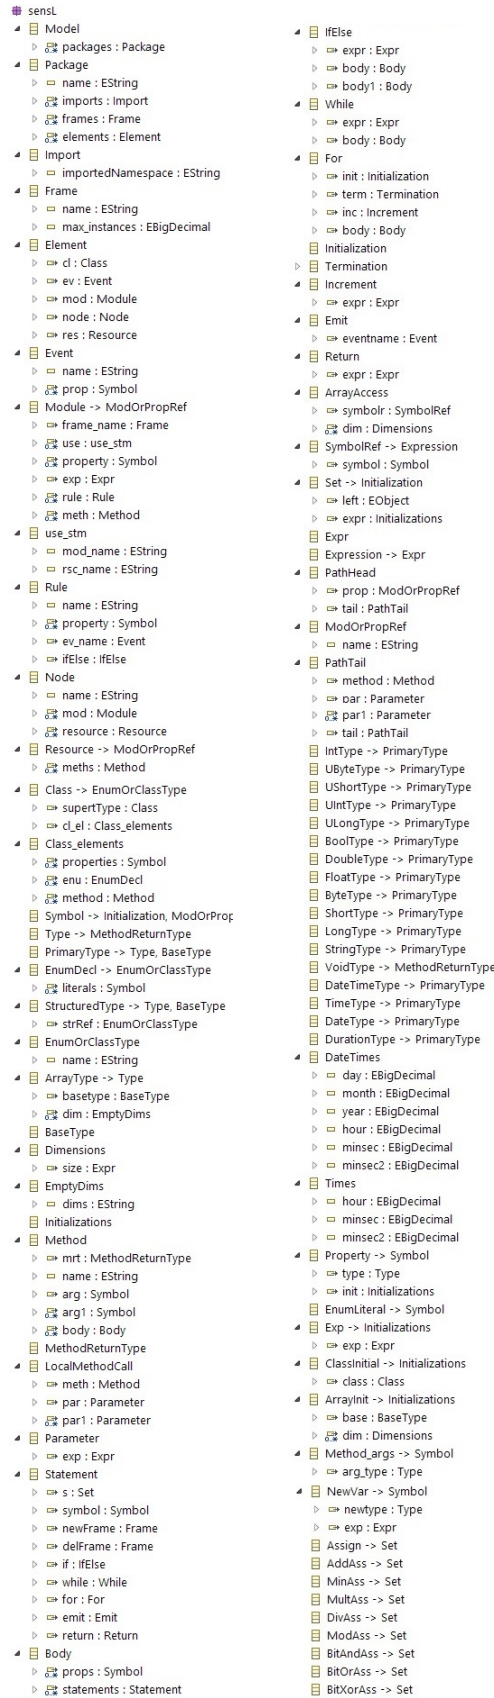 sensL
Model
packages : Package
Package
name : EString
imports : Import
frames : Frame
elements : Element
Import
importedNamespace : EString
Frame
name : EString
max_instances : EBigDecimal
Element
cl : Class
ev : Event
mod : Module
node : Node
res : Resource
Event
name : EString
prop : Symbol
Module -> ModOrPropRef
frame_name : Frame
use : use_stm
property : Symbol
exp : Expr
rule : Rule
meth : Method
use_stm
mod_name : EString
rsc_name : EString
Rule
name : EString
property : Symbol
ev_name : Event
ifElse : IfElse
Node
name : EString
mod : Module
resource : Resource
Resource -> ModOrPropRef
meths : Method
Class -> EnumOrClassType
supertType : Class
cl_el : Class_elements
Class_elements
properties : Symbol
enu : EnumDecl
method : Method
Symbol -> Initialization, ModOrProp
Type -> MethodReturnType
PrimaryType -> Type, BaseType
EnumDecl -> EnumOrClassType
literals : Symbol
StructuredType -> Type, BaseType
strRef : EnumOrClassType
EnumOrClassType
name : EString
ArrayType -> Type
basetype : BaseType
dim : EmptyDims
BaseType
Dimensions
size : Expr
EmptyDims
dims : EString
Initializations
Method
mrt : MethodReturnType
name : EString
arg : Symbol
arg1 : Symbol
body : Body
MethodReturnType
LocalMethodCall
meth : Method
par : Parameter
par1 : Parameter
Parameter
exp : Expr
Statement
s : Set
symbol : Symbol
newFrame : Frame
delFrame : Frame
if : IfElse
while : While
for : For
emit : Emit
return : Return
Body
props : Symbol
statements : Statement
IfElse
expr : Expr
body : Body
body1 : Body
While
expr : Expr
body : Body
For
init : Initialization
term : Termination
inc : Increment
body : Body
Initialization
Termination
Increment
expr : Expr
Emit
eventname : Event
Return
expr : Expr
ArrayAccess
symbolr : SymbolRef
dim : Dimensions
SymbolRef -> Expression
symbol : Symbol
Set -> Initialization
left : EObject
expr : Initializations
Expr
Expression -> Expr
PathHead
prop : ModOrPropRef
tail : PathTail
ModOrPropRef
name : EString
PathTail
method : Method
par : Parameter
par1 : Parameter
tail : PathTail
IntType -> PrimaryType
UByteType -> PrimaryType
UShortType -> PrimaryType
UIntType -> PrimaryType
ULongType -> PrimaryType
BoolType -> PrimaryType
DoubleType -> PrimaryType
FloatType -> PrimaryType
ByteType -> PrimaryType
ShortType -> PrimaryType
LongType -> PrimaryType
StringType -> PrimaryType
VoidType -> MethodReturnType
DateTimeType -> PrimaryType
TimeType -> PrimaryType
DateType -> PrimaryType
DurationType -> PrimaryType
DateTimes
day : EBigDecimal
month : EBigDecimal
year : EBigDecimal
hour : EBigDecimal
minsec : EBigDecimal
minsec2 : EBigDecimal
Times
hour : EBigDecimal
minsec : EBigDecimal
minsec2 : EBigDecimal
Property -> Symbol
type : Type
init : Initializations
EnumLiteral -> Symbol
Exp -> Initializations
exp : Expr
ClassInitial -> Initializations
class : Class
ArrayInit -> Initializations
base : BaseType
dim : Dimensions
Method_args -> Symbol
arg_type : Type
NewVar -> Symbol
newtype : Type
exp : Expr
Assign -> Set
AddAss -> Set
MinAss -> Set
MultAss -> Set
DivAss -> Set
ModAss -> Set
BitAndAss -> Set
BitOrAss -> Set
BitXorAss -> Set